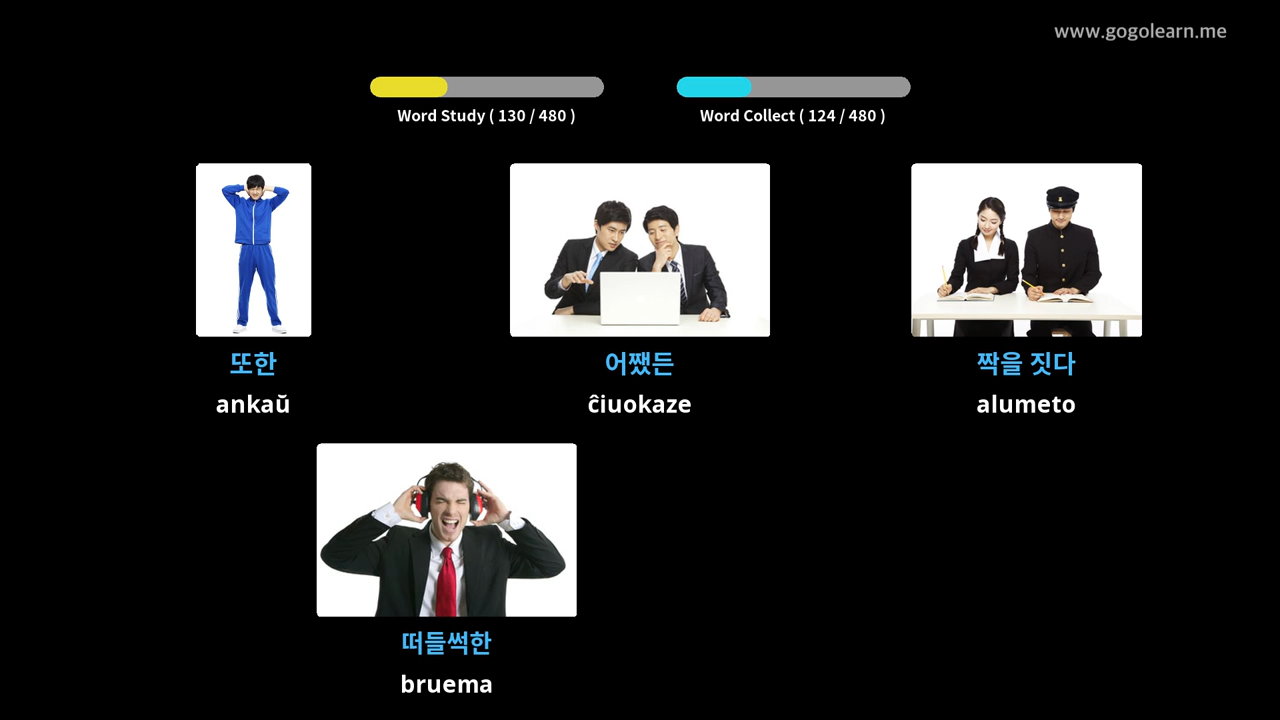 www.gogolearn.me
Word Study ( 130 / 480 )
Word Collect ( 124 / 480 )
또한
ankaŭ
어쨌든
ĉiuokaze
짝을 짓다
alumeto
떠들썩한
bruema